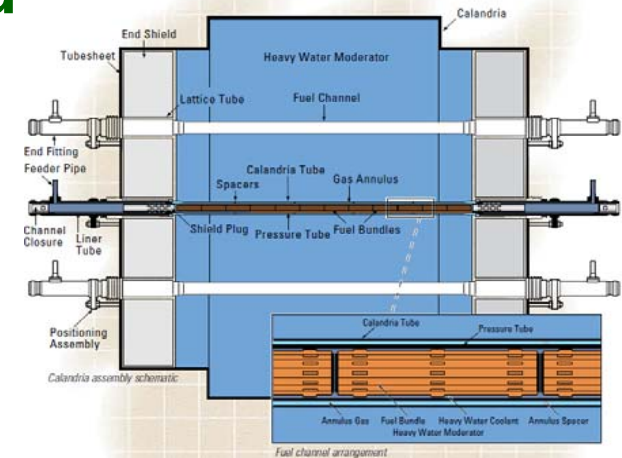 Calandria
End Shield
Tubesheet
Heavy Water Moderator
Lattice Tube
Fuel Channel
End Fitting
Feeder Pipe
Calandria Tube
Spacers
Gas Annulus
Channel
Closure
Liner
Tube
Shield Plug
Pressure Tube
Fuel Bundles
Positioning
Assembly
Calandria assembly schematic
Calandria Tube
Pressure Tube
Annulus Gas
Fuel Bundle
Heavy Water Coolant
Annulus Spacer
Heavy Water Moderator
Fuel channel arrangement